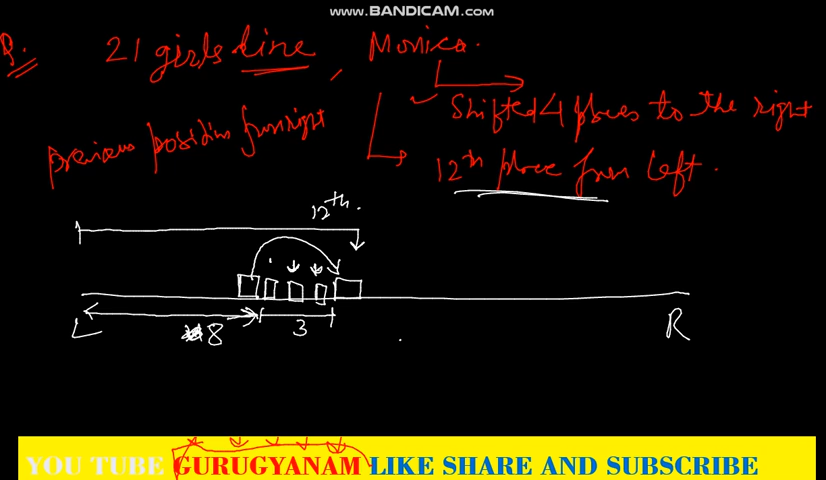 www.BANDICAM.com
Q. 21 girls line, Monica.
Shifted 4 places to the right
previous position from right
12th place from left.
12th.
8
3
L
R
YOU TUBE GURUGYANAM LIKE SHARE AND SUBSCRIBE